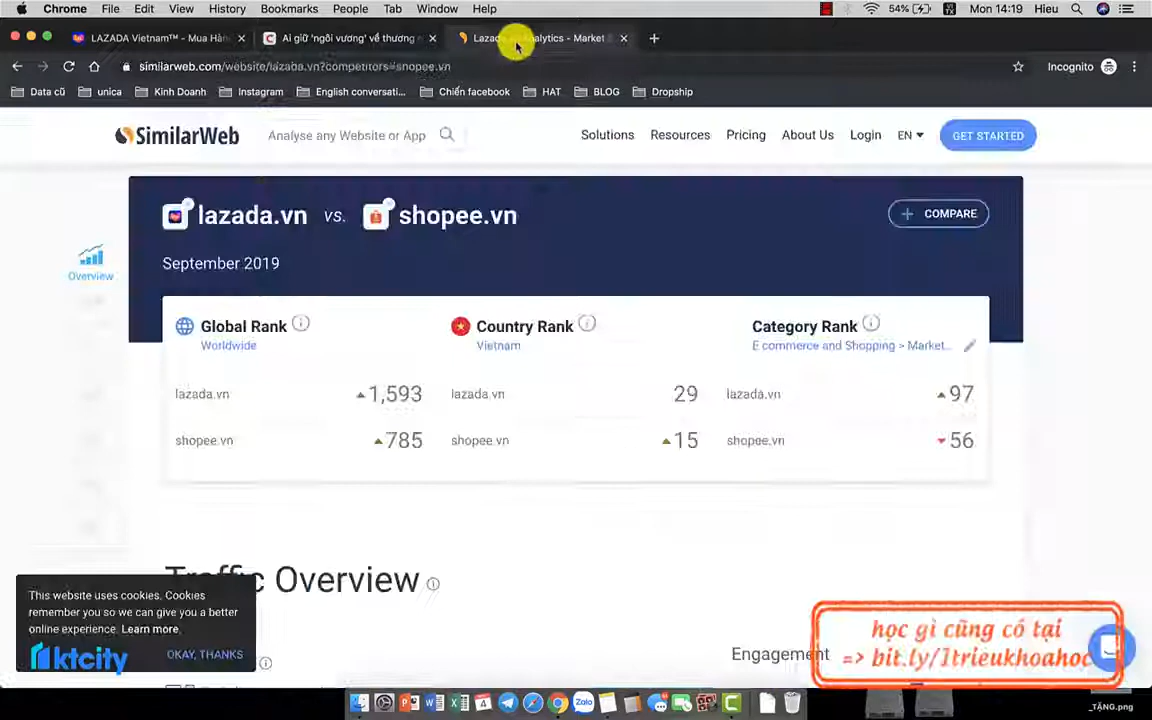 Chrome File Edit View History Bookmarks People Tab Window Help 54% Mon 14:19 Hieu
LAZADA Vietnam™ - Mua Hàn
Ai giữ 'ngôi vương' về thương
Analytics - Market
similarweb.com/website/lazada.vn?competitors=shopee.vn Incognito
Data cũ unica Kinh Doanh Instagram English conversati... Chiến facebook HAT BLOG Dropship
SimilarWeb Analyse any Website or App Solutions Resources Pricing About Us Login EN GET STARTED
lazada.vn vs. shopee.vn COMPARE
September 2019
Overview
Global Rank Country Rank Category Rank
Worldwide Vietnam E commerce and Shopping > Market...
lazada.vn 1,593 lazada.vn 29 lazada.vn 97
shopee.vn 785 shopee.vn 15 shopee.vn 56
Traffic Overview
This website uses cookies. Cookies
remember you so we can give you a better
online experience. Learn more.
ktcity OKAY, THANKS
Engagement
học gì cũng có tại
=> bit.ly/1trieukhoahoc
Zalo
_TẶNG.png